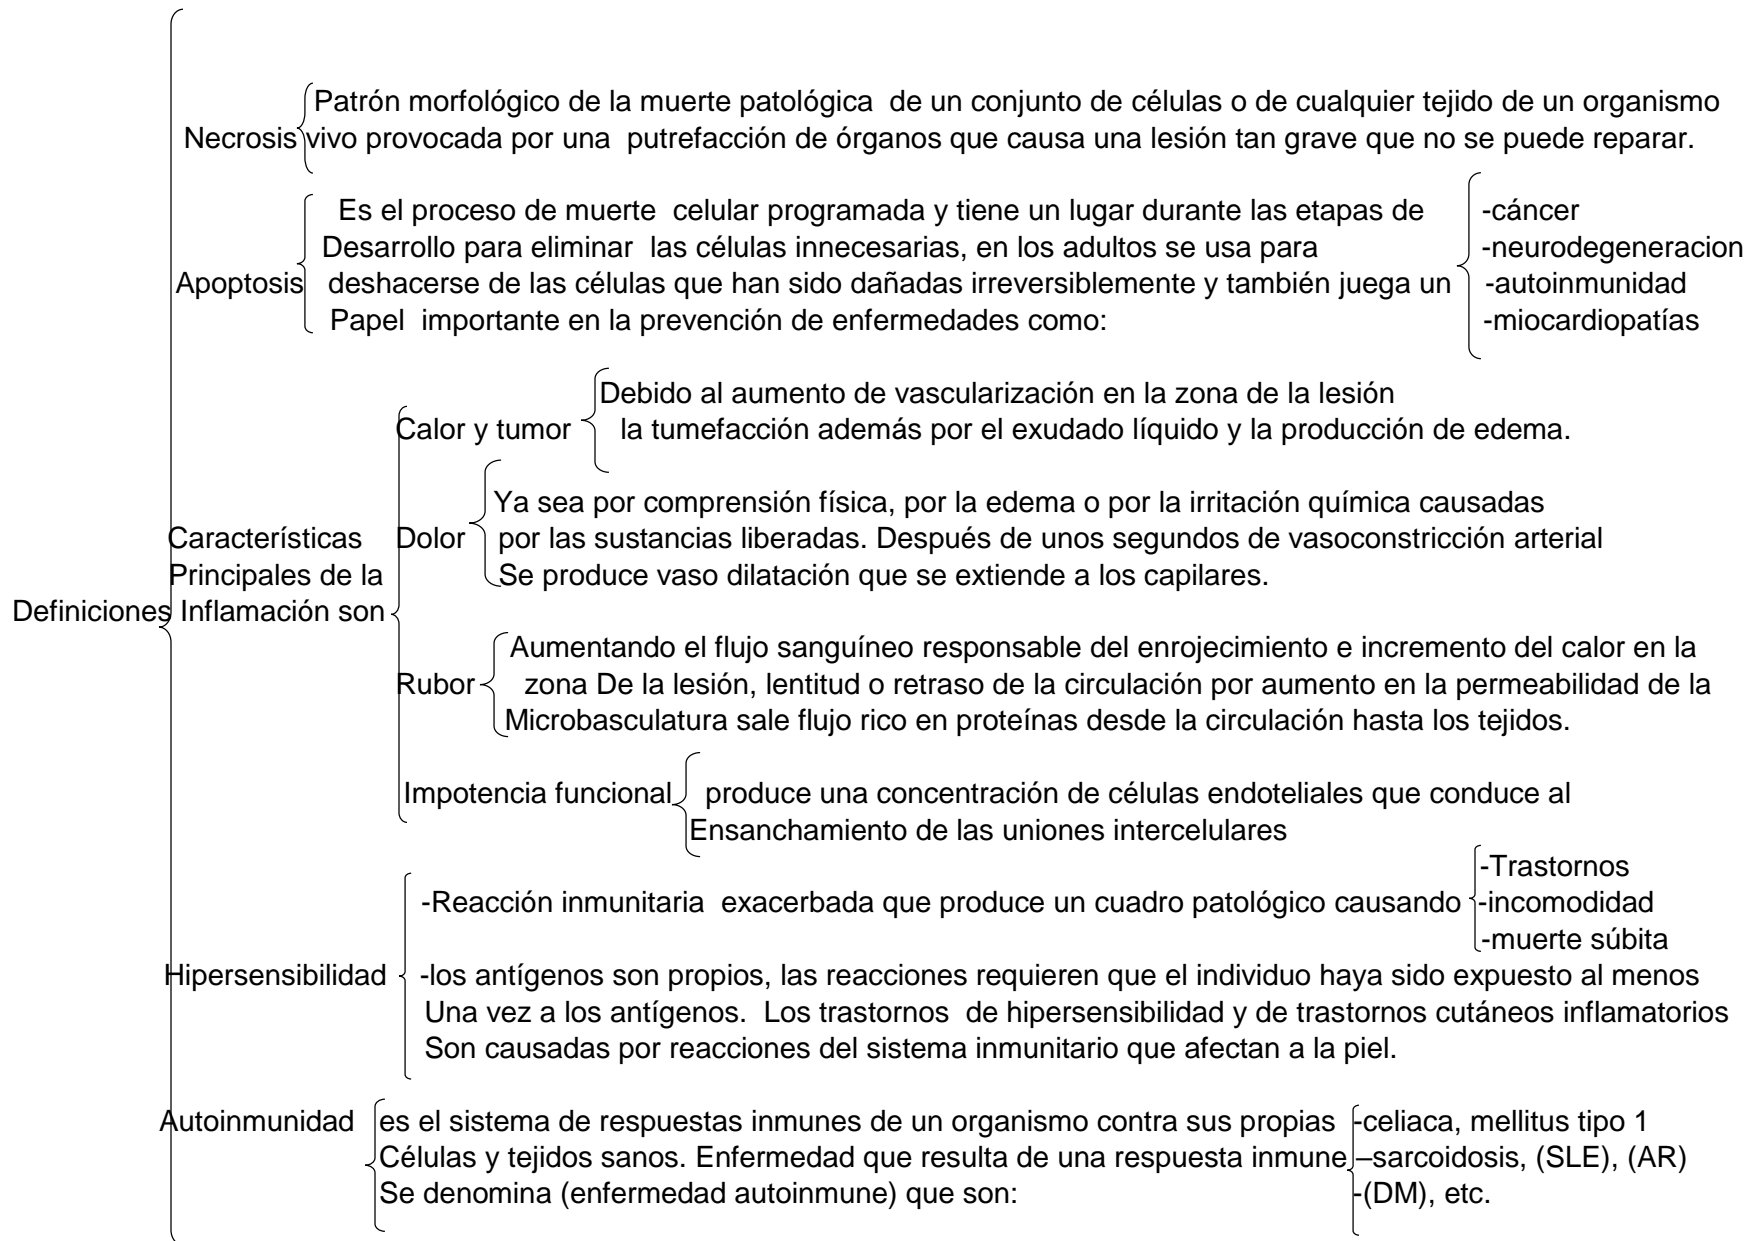 Patrón morfológico de la muerte patológica de un conjunto de células o de cualquier tejido de un organismo
Necrosis vivo provocada por una putrefacción de órganos que causa una lesión tan grave que no se puede reparar.
Es el proceso de muerte celular programada y tiene un lugar durante las etapas de
Desarrollo para eliminar las células innecesarias, en los adultos se usa para
Apoptosis deshacerse de las células que han sido dañadas irreversiblemente y también juega un
Papel importante en la prevención de enfermedades como:
-cáncer
-neurodegeneracion
-autoinmunidad
-miocardiopatías
Definiciones
Características
Principales de la
Inflamación son
Calor y tumor
Debido al aumento de vascularización en la zona de la lesión
la tumefacción además por el exudado líquido y la producción de edema.
Dolor
Ya sea por comprensión física, por la edema o por la irritación química causadas
por las sustancias liberadas. Después de unos segundos de vasoconstricción arterial
Se produce vaso dilatación que se extiende a los capilares.
Rubor
Aumentando el flujo sanguíneo responsable del enrojecimiento e incremento del calor en la
zona De la lesión, lentitud o retraso de la circulación por aumento en la permeabilidad de la
Microbasculatura sale flujo rico en proteínas desde la circulación hasta los tejidos.
Impotencia funcional
produce una concentración de células endoteliales que conduce al
Ensanchamiento de las uniones intercelulares
Hipersensibilidad
-Reacción inmunitaria exacerbada que produce un cuadro patológico causando
-Trastornos
-incomodidad
-muerte súbita
-los antígenos son propios, las reacciones requieren que el individuo haya sido expuesto al menos
Una vez a los antígenos. Los trastornos de hipersensibilidad y de trastornos cutáneos inflamatorios
Son causadas por reacciones del sistema inmunitario que afectan a la piel.
Autoinmunidad
es el sistema de respuestas inmunes de un organismo contra sus propias
Células y tejidos sanos. Enfermedad que resulta de una respuesta inmune
Se denomina (enfermedad autoinmune) que son:
-celiaca, mellitus tipo 1
–sarcoidosis, (SLE), (AR)
-(DM), etc.